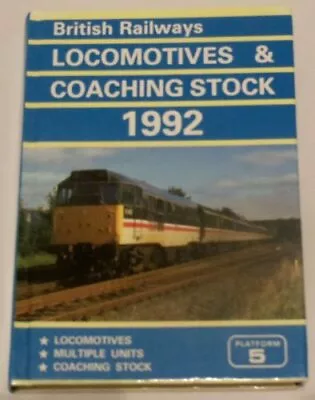 British Railways
LOCOMOTIVES &
COACHING STOCK
1992
★ LOCOMOTIVES
★ MULTIPLE UNITS
★ COACHING STOCK
PLATFORM
5